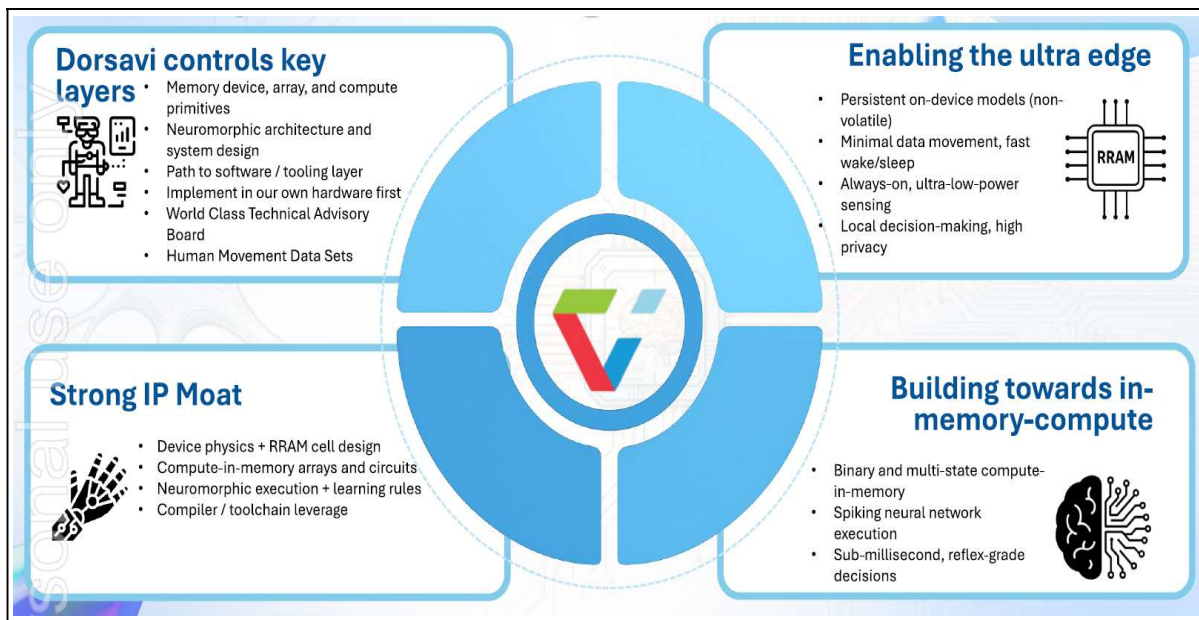 Dorsavi controls key
layers
• Memory device, array, and compute
primitives
• Neuromorphic architecture and
system design
• Path to software / tooling layer
• Implement in our own hardware first
• World Class Technical Advisory
Board
• Human Movement Data Sets
Enabling the ultra edge
• Persistent on-device models (non-
volatile)
• Minimal data movement, fast
wake/sleep
• Always-on, ultra-low-power
sensing
• Local decision-making, high
privacy
RRAM
Strong IP Moat
• Device physics + RRAM cell design
• Compute-in-memory arrays and circuits
• Neuromorphic execution + learning rules
• Compiler / toolchain leverage
Building towards in-
memory-compute
• Binary and multi-state compute-
in-memory
• Spiking neural network
execution
• Sub-millisecond, reflex-grade
decisions
sonal use only